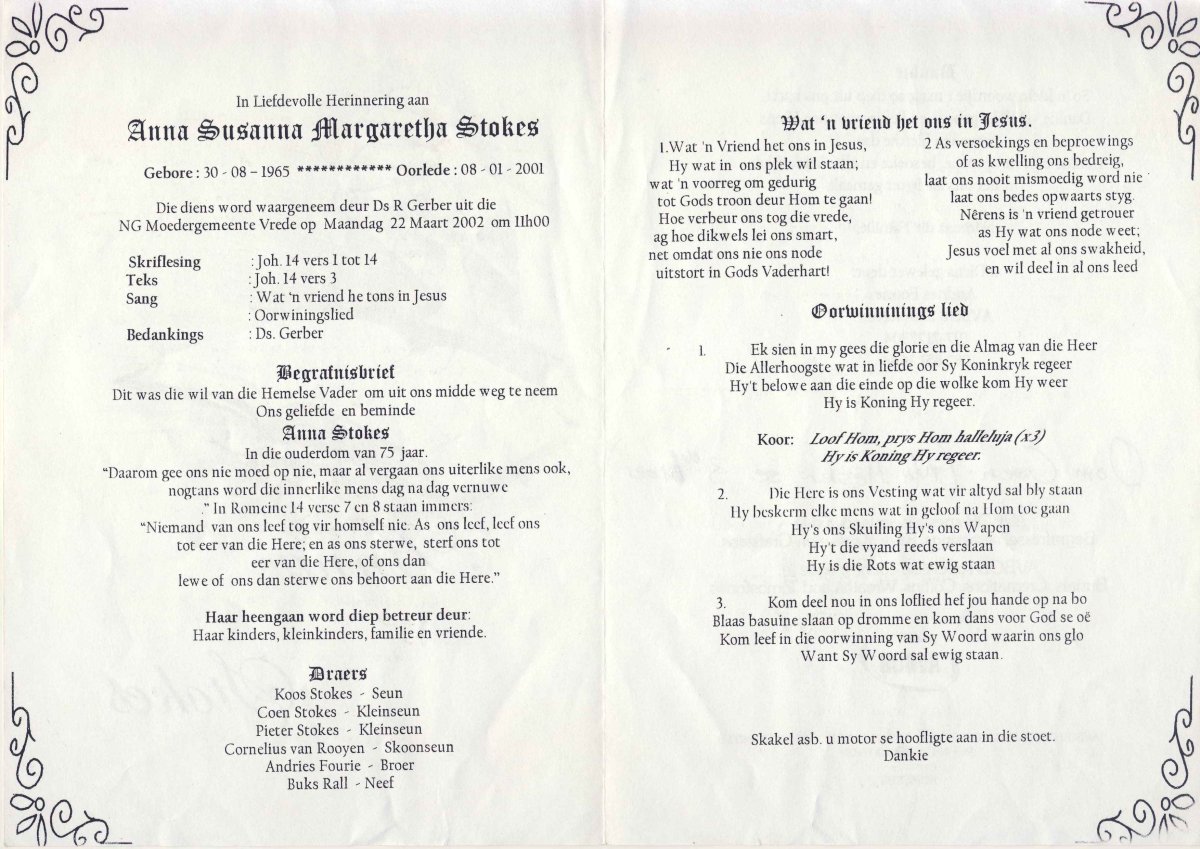 In Liefdevolle Herinnering aan
Anna Susanna Margaretha Stokes
Gebore : 30 - 08 – 1965 ************ Oorlede : 08 - 01 - 2001
Die diens word waargeneem deur Ds R Gerber uit die
NG Moedergemeente Vrede op Maandag 22 Maart 2002 om 11h00
Skriflesing : Joh. 14 vers 1 tot 14
Teks : Joh. 14 vers 3
Sang : Wat ‘n vriend he tons in Jesus
: Oorwiningslied
Bedankings : Ds. Gerber
Begrafnisbrief
Dit was die wil van die Hemelse Vader om uit ons midde weg te neem
Ons geliefde en beminde
Anna Stokes
In die ouderdom van 75 jaar.
“Daarom gee ons nie moed op nie, maar al vergaan ons uiterlike mens ook,
nogtans word die innerlike mens dag na dag vernuwe
.” In Romeine 14 verse 7 en 8 staan immers:
“Niemand van ons leef tog vir homself nie. As ons leef, leef ons
tot eer van die Here; en as ons sterwe, sterf ons tot
eer van die Here, of ons dan
lewe of ons dan sterwe ons behoort aan die Here.”
Haar heengaan word diep betreur deur:
Haar kinders, kleinkinders, familie en vriende.
Draers
Koos Stokes - Seun
Coen Stokes - Kleinseun
Pieter Stokes - Kleinseun
Cornelius van Rooyen - Skoonseun
Andries Fourie - Broer
Buks Rall - Neef
Wat ‘n vriend het ons in Jesus.
1.Wat 'n Vriend het ons in Jesus,
Hy wat in ons plek wil staan;
wat 'n voorreg om gedurig
tot Gods troon deur Hom te gaan!
Hoe verbeur ons tog die vrede,
ag hoe dikwels lei ons smart,
net omdat ons nie ons node
uitstort in Gods Vaderhart!
2 As versoekings en beproewings
of as kwelling ons bedreig,
laat ons nooit mismoedig word nie
laat ons bedes opwaarts styg.
Nêrens is 'n vriend getrouer
as Hy wat ons node weet;
Jesus voel met al ons swakheid,
en wil deel in al ons leed
Oorwinninings lied
1. Ek sien in my gees die glorie en die Almag van die Heer
Die Allerhoogste wat in liefde oor Sy Koninkryk regeer
Hy't belowe aan die einde op die wolke kom Hy weer
Hy is Koning Hy regeer.
Koor: Loof Hom, prys Hom halleluja (x3)
Hy is Koning Hy regeer.
2. Die Here is ons Vesting wat vir altyd sal bly staan
Hy beskerm elke mens wat in geloof na Hom toe gaan
Hy's ons Skuiling Hy's ons Wapen
Hy't die vyand reeds verslaan
Hy is die Rots wat ewig staan
3. Kom deel nou in ons loflied hef jou hande op na bo
Blaas basuine slaan op dromme en kom dans voor God se oë
Kom leef in die oorwinning van Sy Woord waarin ons glo
Want Sy Woord sal ewig staan.
Skakel asb. u motor se hoofligte aan in die stoet.
Dankie